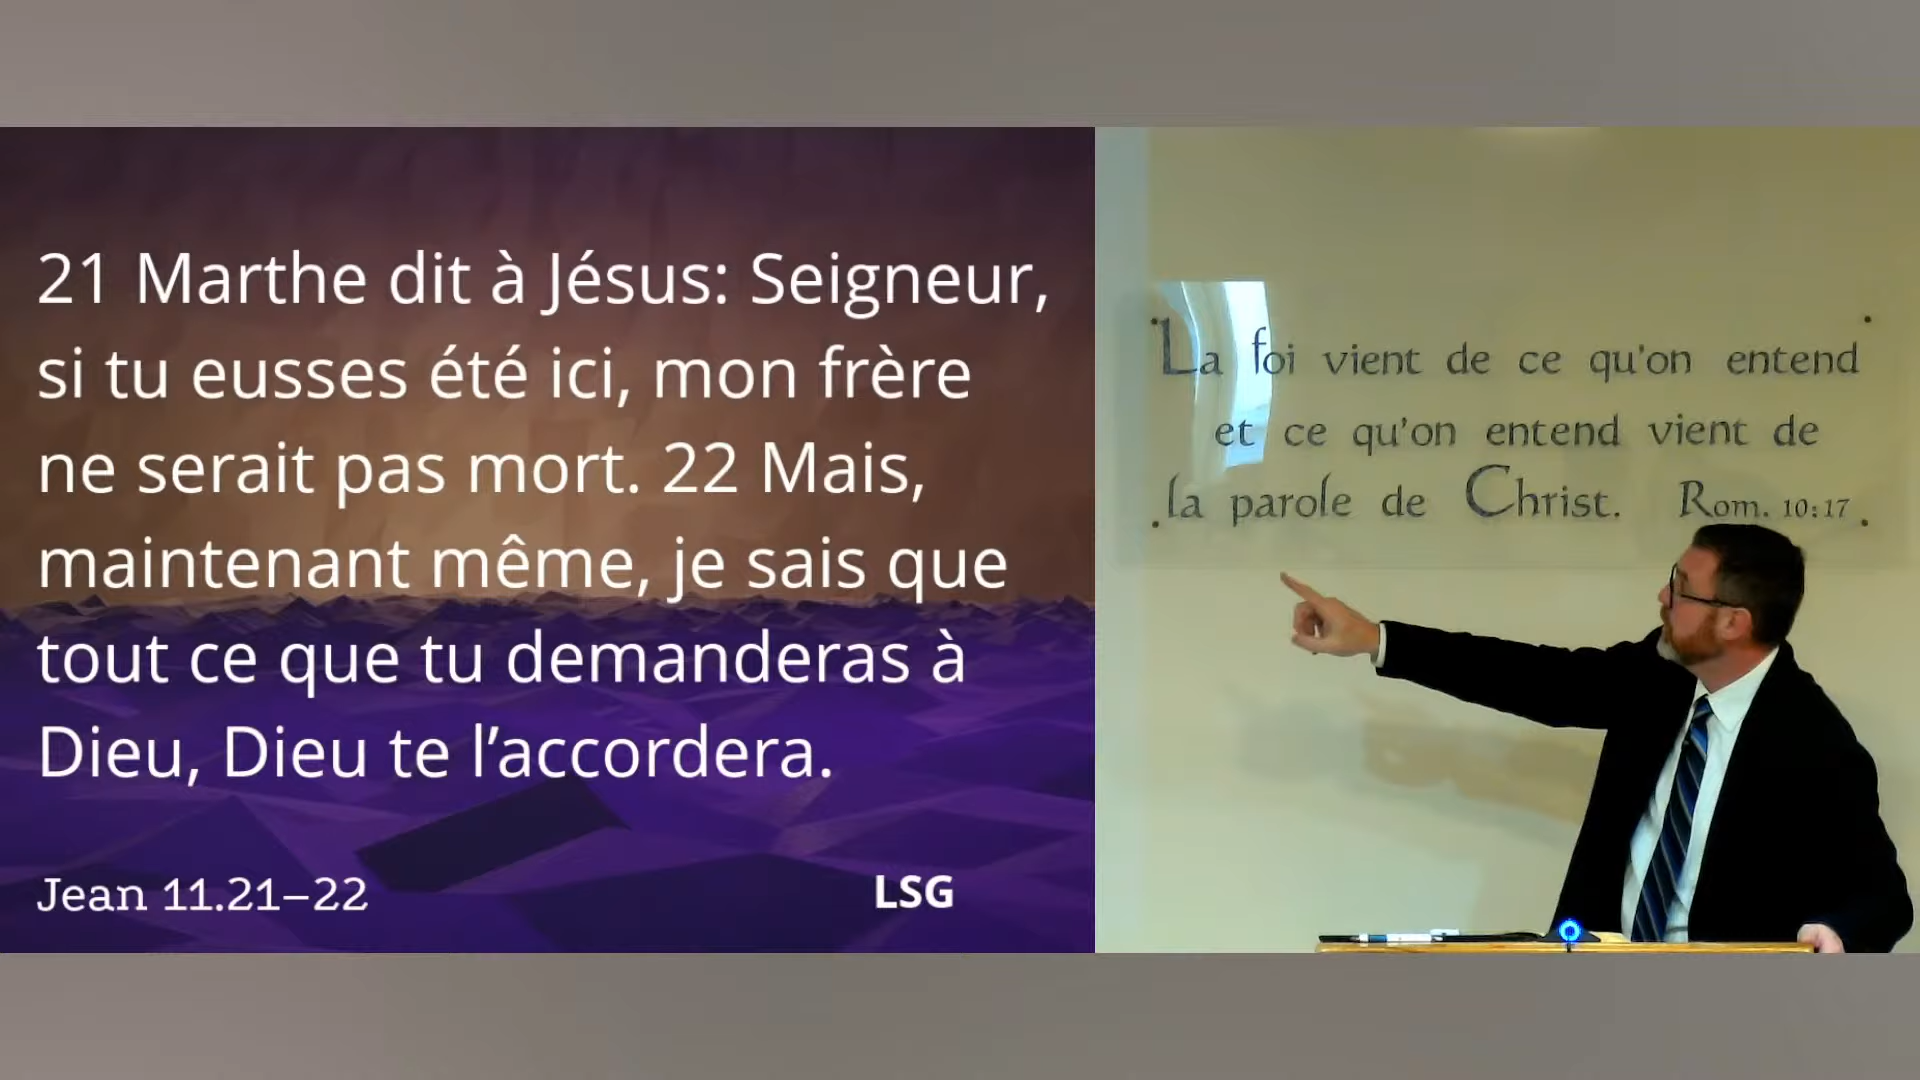 21 Marthe dit à Jésus: Seigneur,
si tu eusses été ici, mon frère
ne serait pas mort. 22 Mais,
maintenant même, je sais que
tout ce que tu demanderas à
Dieu, Dieu te l’accordera.
Jean 11.21–22 LSG
La foi vient de ce qu'on entend
et ce qu'on entend vient de
la parole de Christ. Rom. 10:17